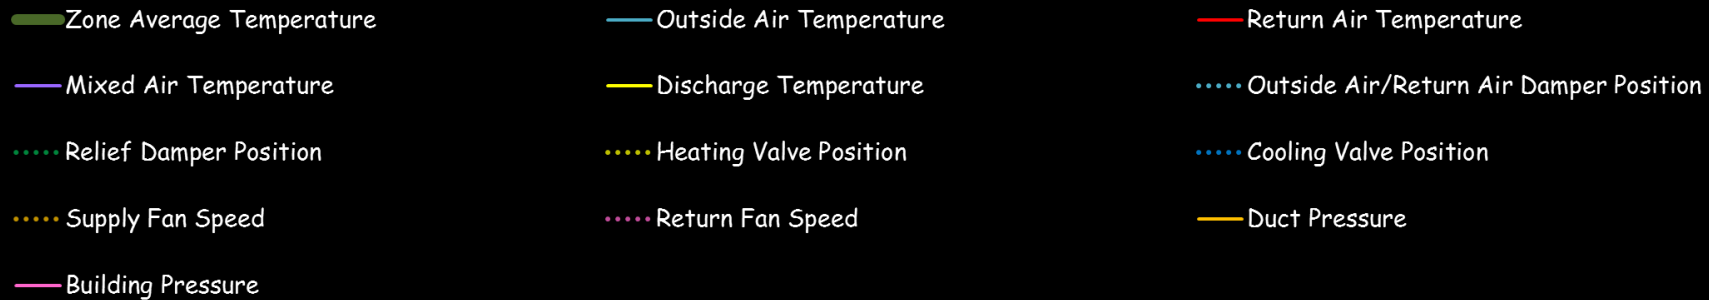 Zone Average Temperature Outside Air Temperature Return Air Temperature
Mixed Air Temperature Discharge Temperature Outside Air/Return Air Damper Position
Relief Damper Position Heating Valve Position Cooling Valve Position
Supply Fan Speed Return Fan Speed Duct Pressure
Building Pressure